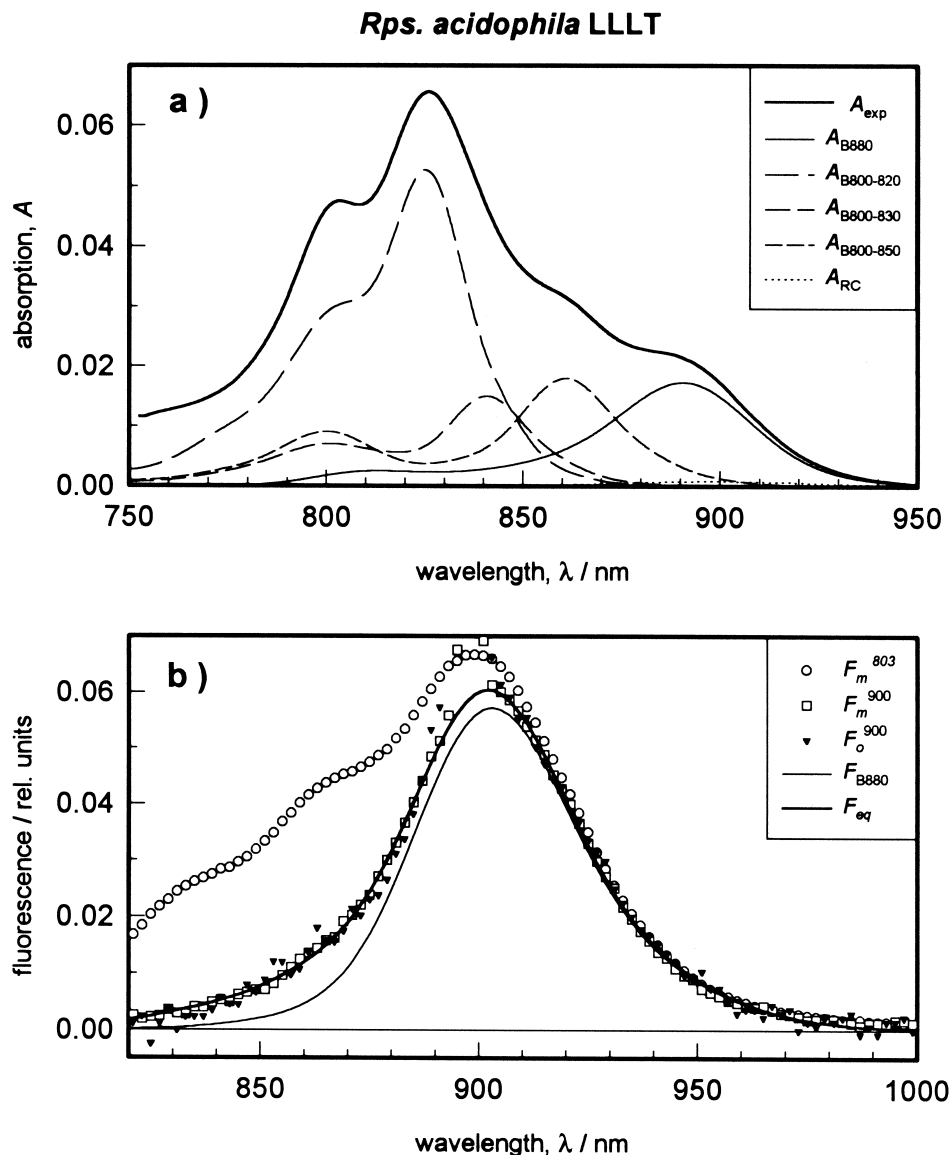 Rps. acidophila LLLT
a )
absorption, A
0.06
0.04
0.02
0.00
750
800
850
900
950
wavelength, λ / nm
A_exp
A_B880
A_B800-820
A_B800-830
A_B800-850
A_RC
b )
fluorescence / rel. units
0.06
0.04
0.02
0.00
850
900
950
1000
wavelength, λ / nm
F_m^803
F_m^900
F_o^900
F_B880
F_eq